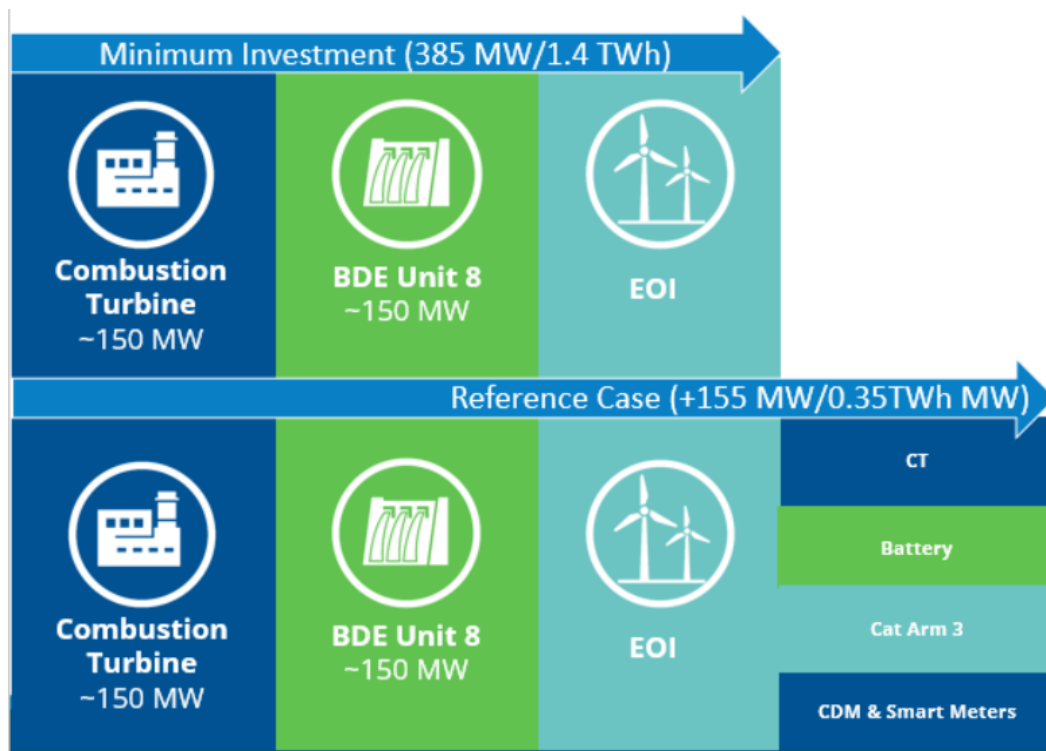 Minimum Investment (385 MW/1.4 TWh)
Combustion
Turbine
~150 MW
BDE Unit 8
~150 MW
EOI
Reference Case (+155 MW/0.35TWh MW)
Combustion
Turbine
~150 MW
BDE Unit 8
~150 MW
EOI
CT
Battery
Cat Arm 3
CDM & Smart Meters